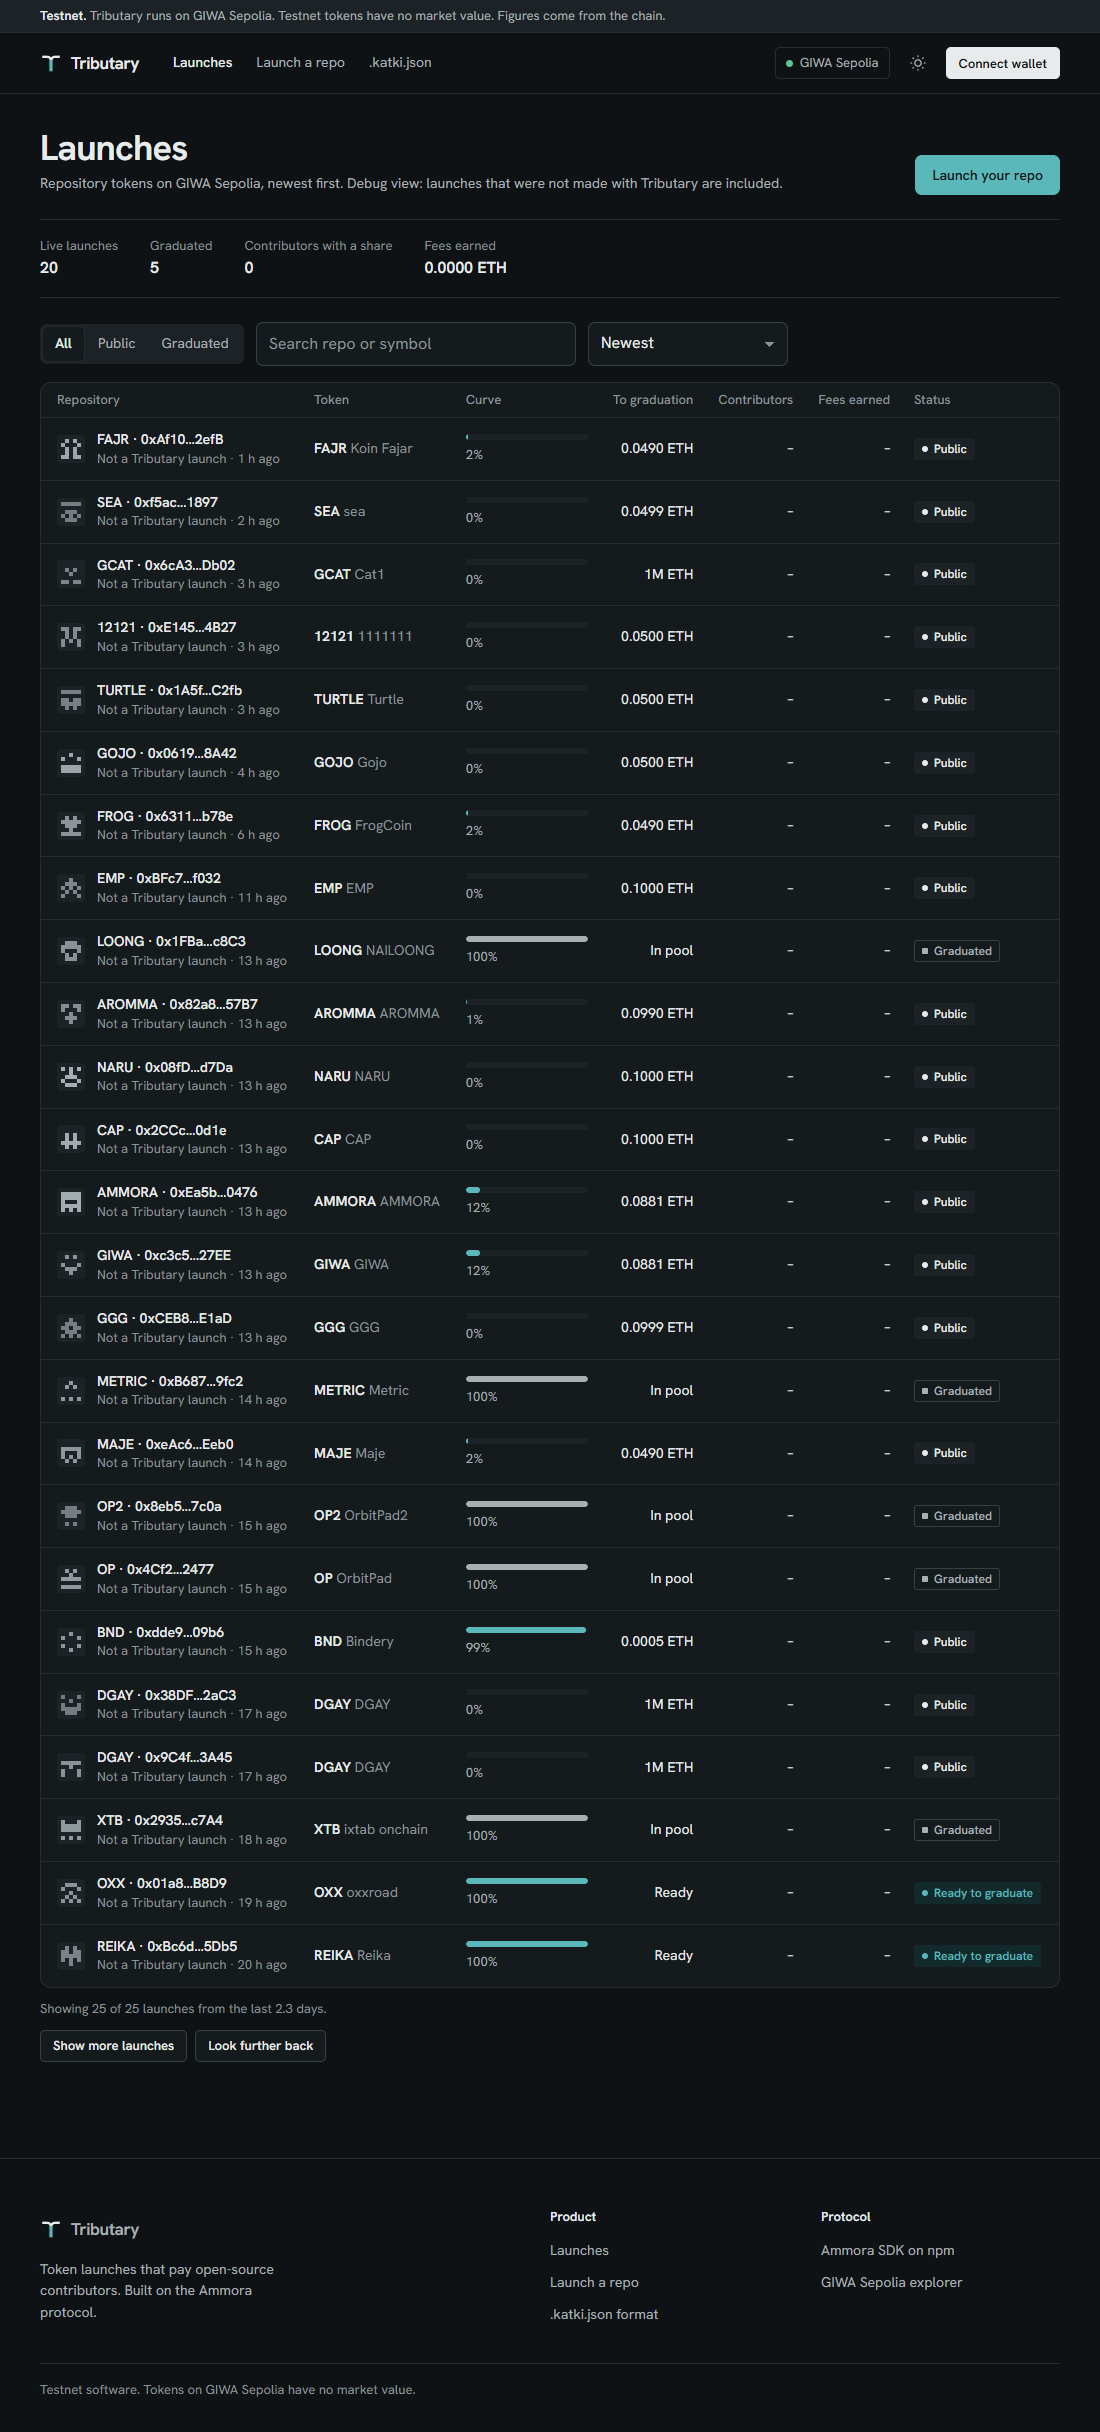 Testnet. Tributary runs on GIWA Sepolia. Testnet tokens have no market value. Figures come from the chain.
Tributary Launches Launch a repo .katki.json GIWA Sepolia Connect wallet
Launches
Repository tokens on GIWA Sepolia, newest first. Debug view: launches that were not made with Tributary are included.
Launch your repo
Live launches Graduated Contributors with a share Fees earned
20 5 0 0.0000 ETH
All Public Graduated Search repo or symbol Newest
Repository Token Curve To graduation Contributors Fees earned Status
FAJR · 0xAf10...2efB
Not a Tributary launch · 1 h ago
FAJR Koin Fajar 2% 0.0490 ETH – – Public
SEA · 0xf5ac...1897
Not a Tributary launch · 2 h ago
SEA sea 0% 0.0499 ETH – – Public
GCAT · 0x6cA3...Db02
Not a Tributary launch · 3 h ago
GCAT Cat1 0% 1M ETH – – Public
12121 · 0xE145...4B27
Not a Tributary launch · 3 h ago
12121 1111111 0% 0.0500 ETH – – Public
TURTLE · 0x1A5f...C2fb
Not a Tributary launch · 3 h ago
TURTLE Turtle 0% 0.0500 ETH – – Public
GOJO · 0x0619...8A42
Not a Tributary launch · 4 h ago
GOJO Gojo 0% 0.0500 ETH – – Public
FROG · 0x6311...b78e
Not a Tributary launch · 6 h ago
FROG FrogCoin 2% 0.0490 ETH – – Public
EMP · 0xBFc7...f032
Not a Tributary launch · 11 h ago
EMP EMP 0% 0.1000 ETH – – Public
LOONG · 0x1FBa...c8C3
Not a Tributary launch · 13 h ago
LOONG NAILOONG 100% In pool – – Graduated
AROMMA · 0x82a8...57B7
Not a Tributary launch · 13 h ago
AROMMA AROMMA 1% 0.0990 ETH – – Public
NARU · 0x08fD...d7Da
Not a Tributary launch · 13 h ago
NARU NARU 0% 0.1000 ETH – – Public
CAP · 0x2CCc...0d1e
Not a Tributary launch · 13 h ago
CAP CAP 0% 0.1000 ETH – – Public
AMMORA · 0xEa5b...0476
Not a Tributary launch · 13 h ago
AMMORA AMMORA 12% 0.0881 ETH – – Public
GIWA · 0xc3c5...27EE
Not a Tributary launch · 13 h ago
GIWA GIWA 12% 0.0881 ETH – – Public
GGG · 0xCEB8...E1aD
Not a Tributary launch · 13 h ago
GGG GGG 0% 0.0999 ETH – – Public
METRIC · 0xB687...9fc2
Not a Tributary launch · 14 h ago
METRIC Metric 100% In pool – – Graduated
MAJE · 0xeAc6...Eeb0
Not a Tributary launch · 14 h ago
MAJE Maje 2% 0.0490 ETH – – Public
OP2 · 0x8eb5...7c0a
Not a Tributary launch · 15 h ago
OP2 OrbitPad2 100% In pool – – Graduated
OP · 0x4Cf2...2477
Not a Tributary launch · 15 h ago
OP OrbitPad 100% In pool – – Graduated
BND · 0xdde9...09b6
Not a Tributary launch · 15 h ago
BND Bindery 99% 0.0005 ETH – – Public
DGAY · 0x38DF...2aC3
Not a Tributary launch · 17 h ago
DGAY DGAY 0% 1M ETH – – Public
DGAY · 0x9C4f...3A45
Not a Tributary launch · 17 h ago
DGAY DGAY 0% 1M ETH – – Public
XTB · 0x2935...c7A4
Not a Tributary launch · 18 h ago
XTB ixtab onchain 100% In pool – – Graduated
OXX · 0x01a8...B8D9
Not a Tributary launch · 19 h ago
OXX oxxroad 100% Ready – – Ready to graduate
REIKA · 0xBc6d...5Db5
Not a Tributary launch · 20 h ago
REIKA Reika 100% Ready – – Ready to graduate
Showing 25 of 25 launches from the last 2.3 days.
Show more launches Look further back
Tributary
Token launches that pay open-source
contributors. Built on the Ammora
protocol.
Product
Launches
Launch a repo
.katki.json format
Protocol
Ammora SDK on npm
GIWA Sepolia explorer
Testnet software. Tokens on GIWA Sepolia have no market value.